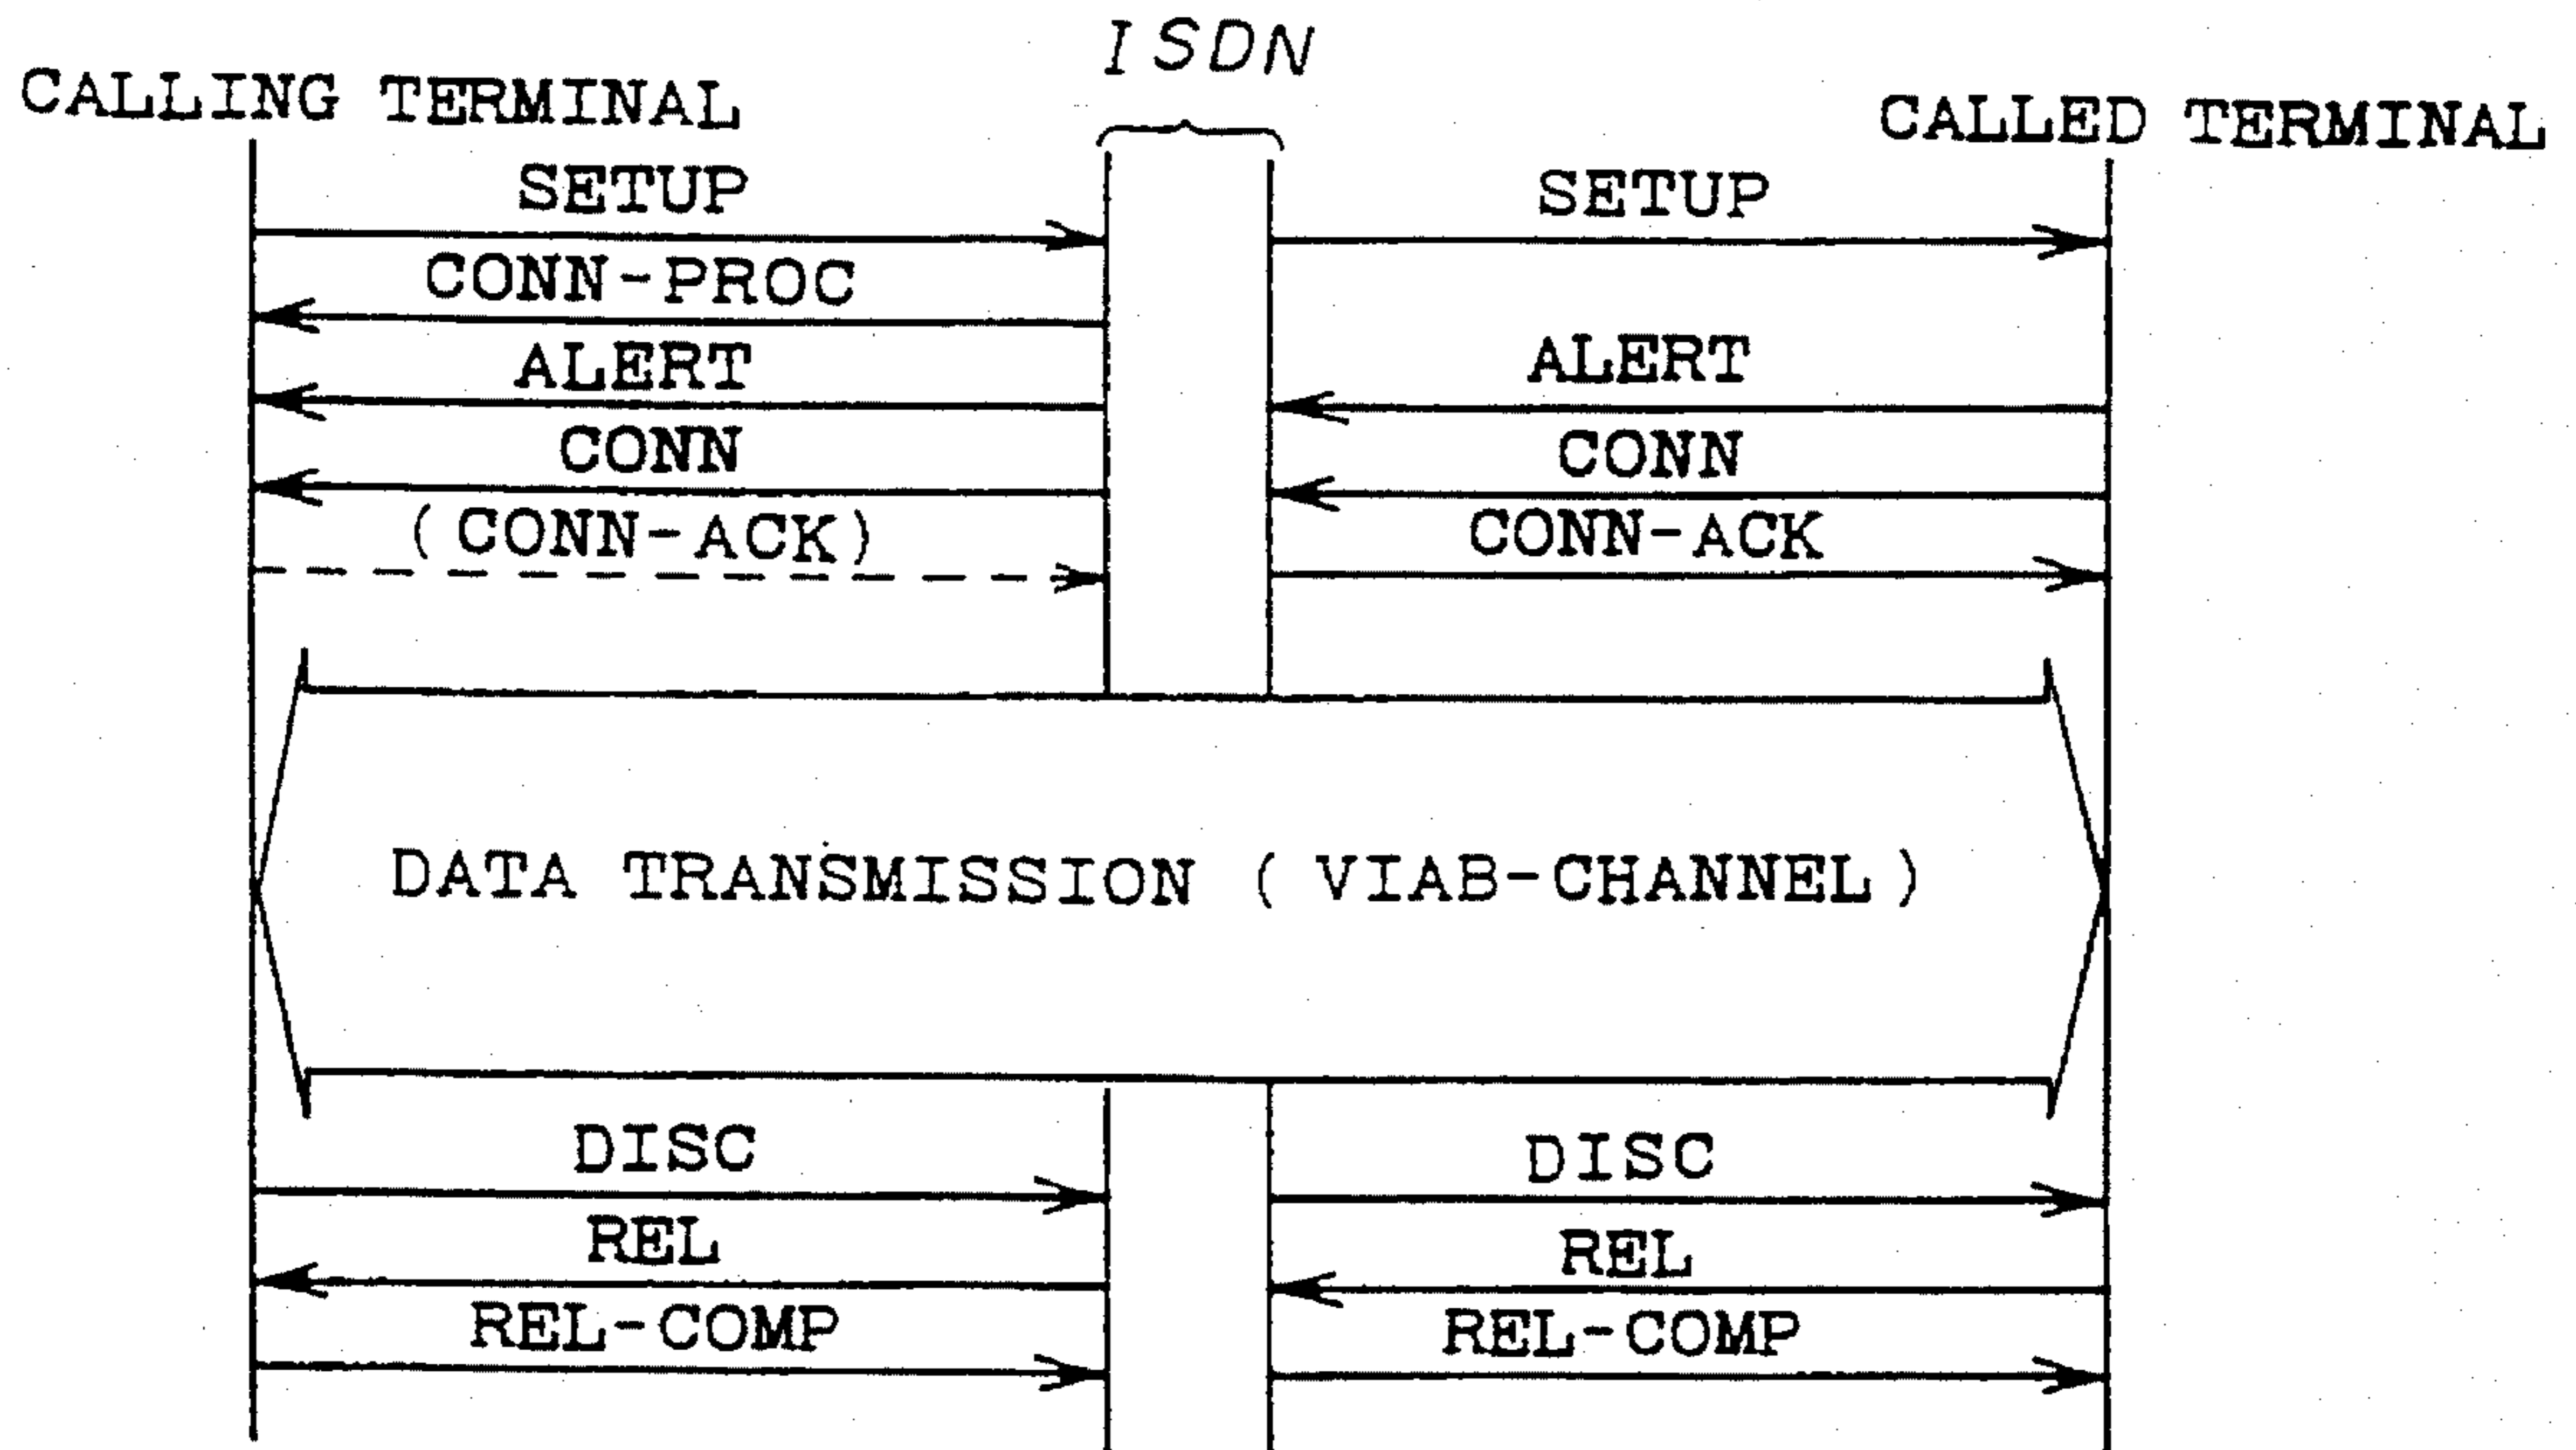 ISDN
CALLING TERMINAL
CALLED TERMINAL
SETUP
SETUP
CONN-PROC
ALERT
ALERT
CONN
CONN
(CONN-ACK)
CONN-ACK
DATA TRANSMISSION (VIAB-CHANNEL)
DISC
DISC
REL
REL
REL-COMP
REL-COMP